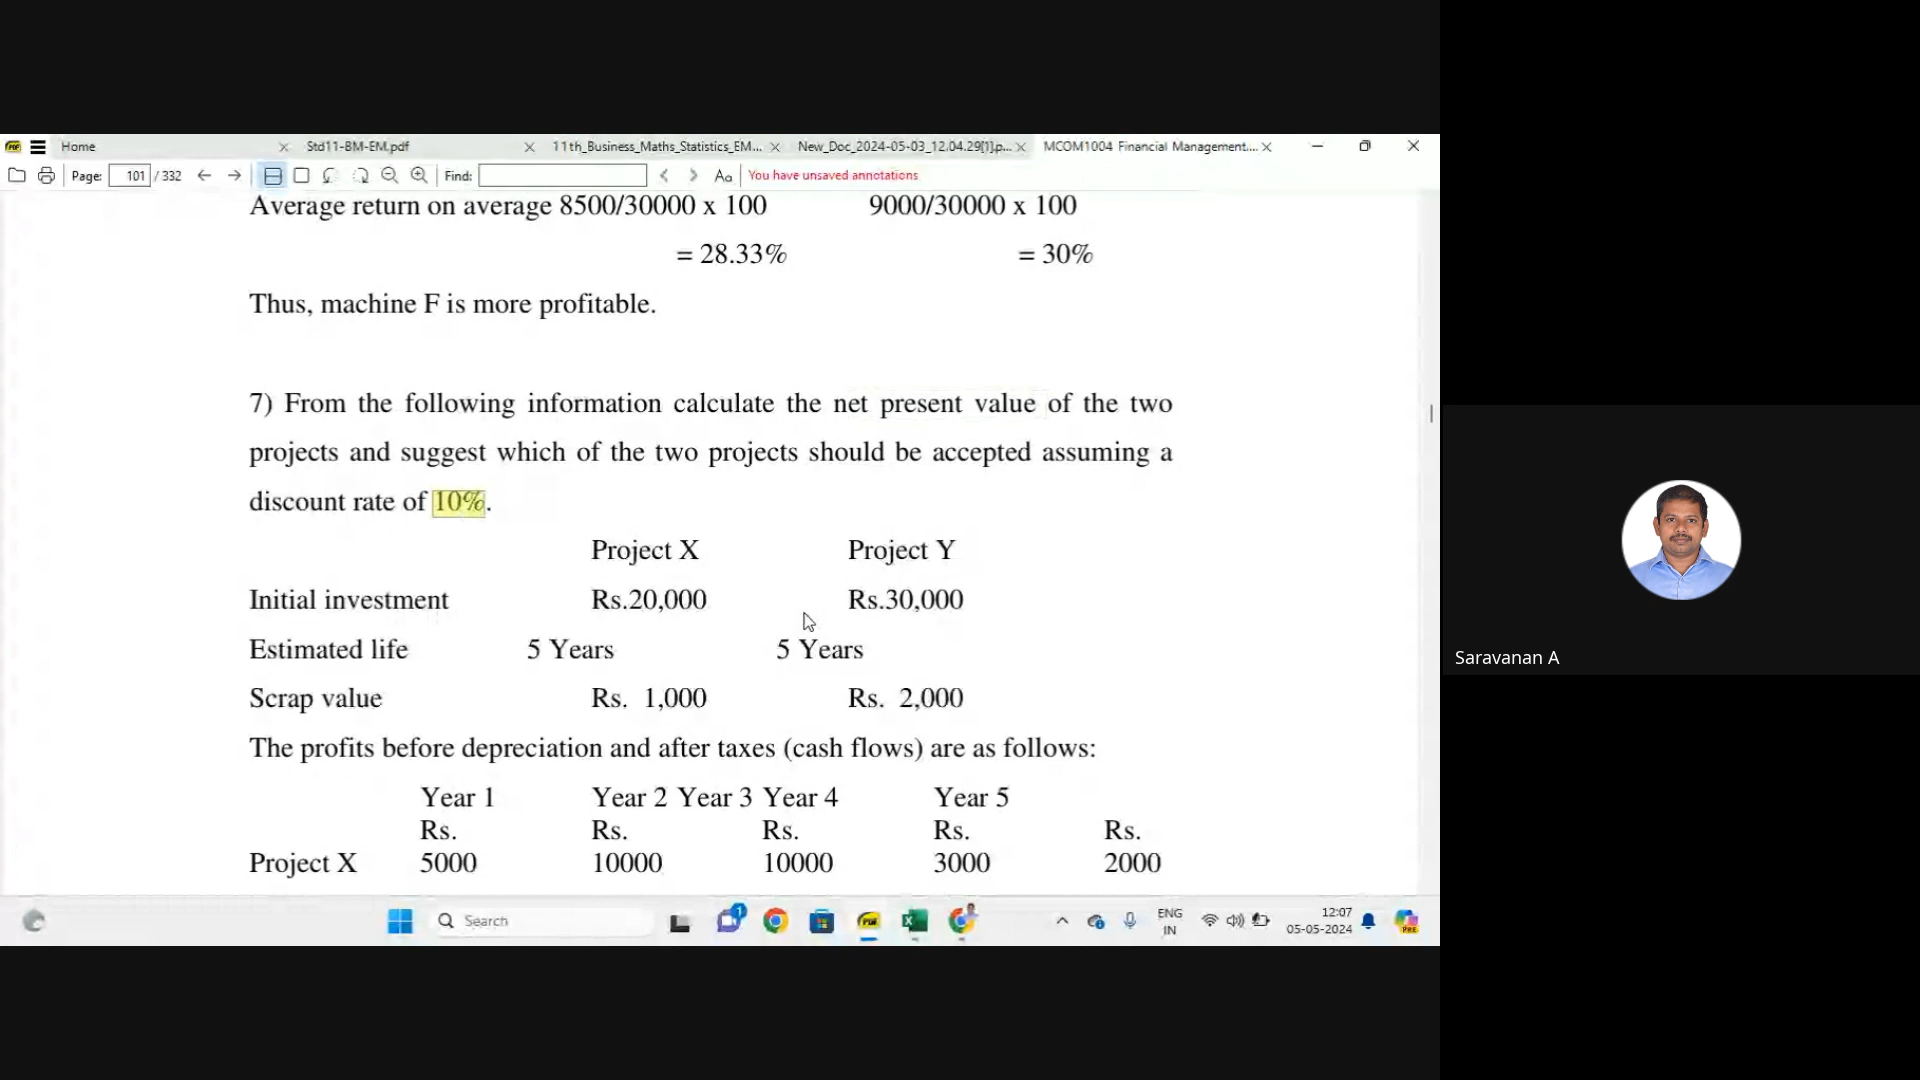 Home
Std11-BM-EM.pdf
11th_Business_Maths_Statistics_EM...
New_Doc_2024-05-03_12.04.29[1]p...
MCOM1004 Financial Management....
Page: 101 / 332
Find:
Aa
You have unsaved annotations
Average return on average 8500/30000 x 100 9000/30000 x 100
= 28.33% = 30%
Thus, machine F is more profitable.
7) From the following information calculate the net present value of the two
projects and suggest which of the two projects should be accepted assuming a
discount rate of 10%.
Project X Project Y
Initial investment Rs.20,000 Rs.30,000
Estimated life 5 Years 5 Years
Scrap value Rs. 1,000 Rs. 2,000
The profits before depreciation and after taxes (cash flows) are as follows:
Year 1 Year 2 Year 3 Year 4 Year 5
Rs. Rs. Rs. Rs. Rs.
Project X 5000 10000 10000 3000 2000
Saravanan A
Search
1
ENG
IN
12:07
05-05-2024
PRE